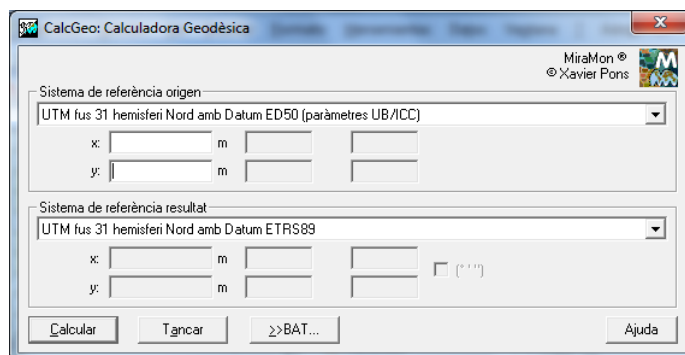 CalcGeo: Calculadora Geodèsica
MiraMon ®
© Xavier Pons
Sistema de referència origen
UTM fus 31 hemisferi Nord amb Datum ED50 (paràmetres UB/ICC)
x: m
y: m
Sistema de referència resultat
UTM fus 31 hemisferi Nord amb Datum ETRS89
x: m
(° ' '')
y: m
Calcular Tancar >>BAT... Ajuda